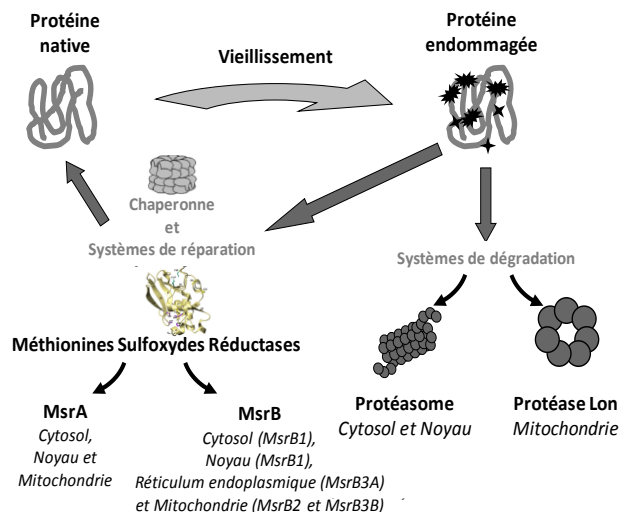 Protéine
native
Protéine
endommagée
Vieillissement
Chaperonne
et
Systèmes de réparation
Systèmes de dégradation
Méthionines Sulfoxydes Réductases
MsrA
Cytosol,
Noyau et
Mitochondrie
MsrB
Cytosol (MsrB1),
Noyau (MsrB1),
Réticulum endoplasmique (MsrB3A)
et Mitochondrie (MsrB2 et MsrB3B)
Protéasome
Cytosol et Noyau
Protéase Lon
Mitochondrie